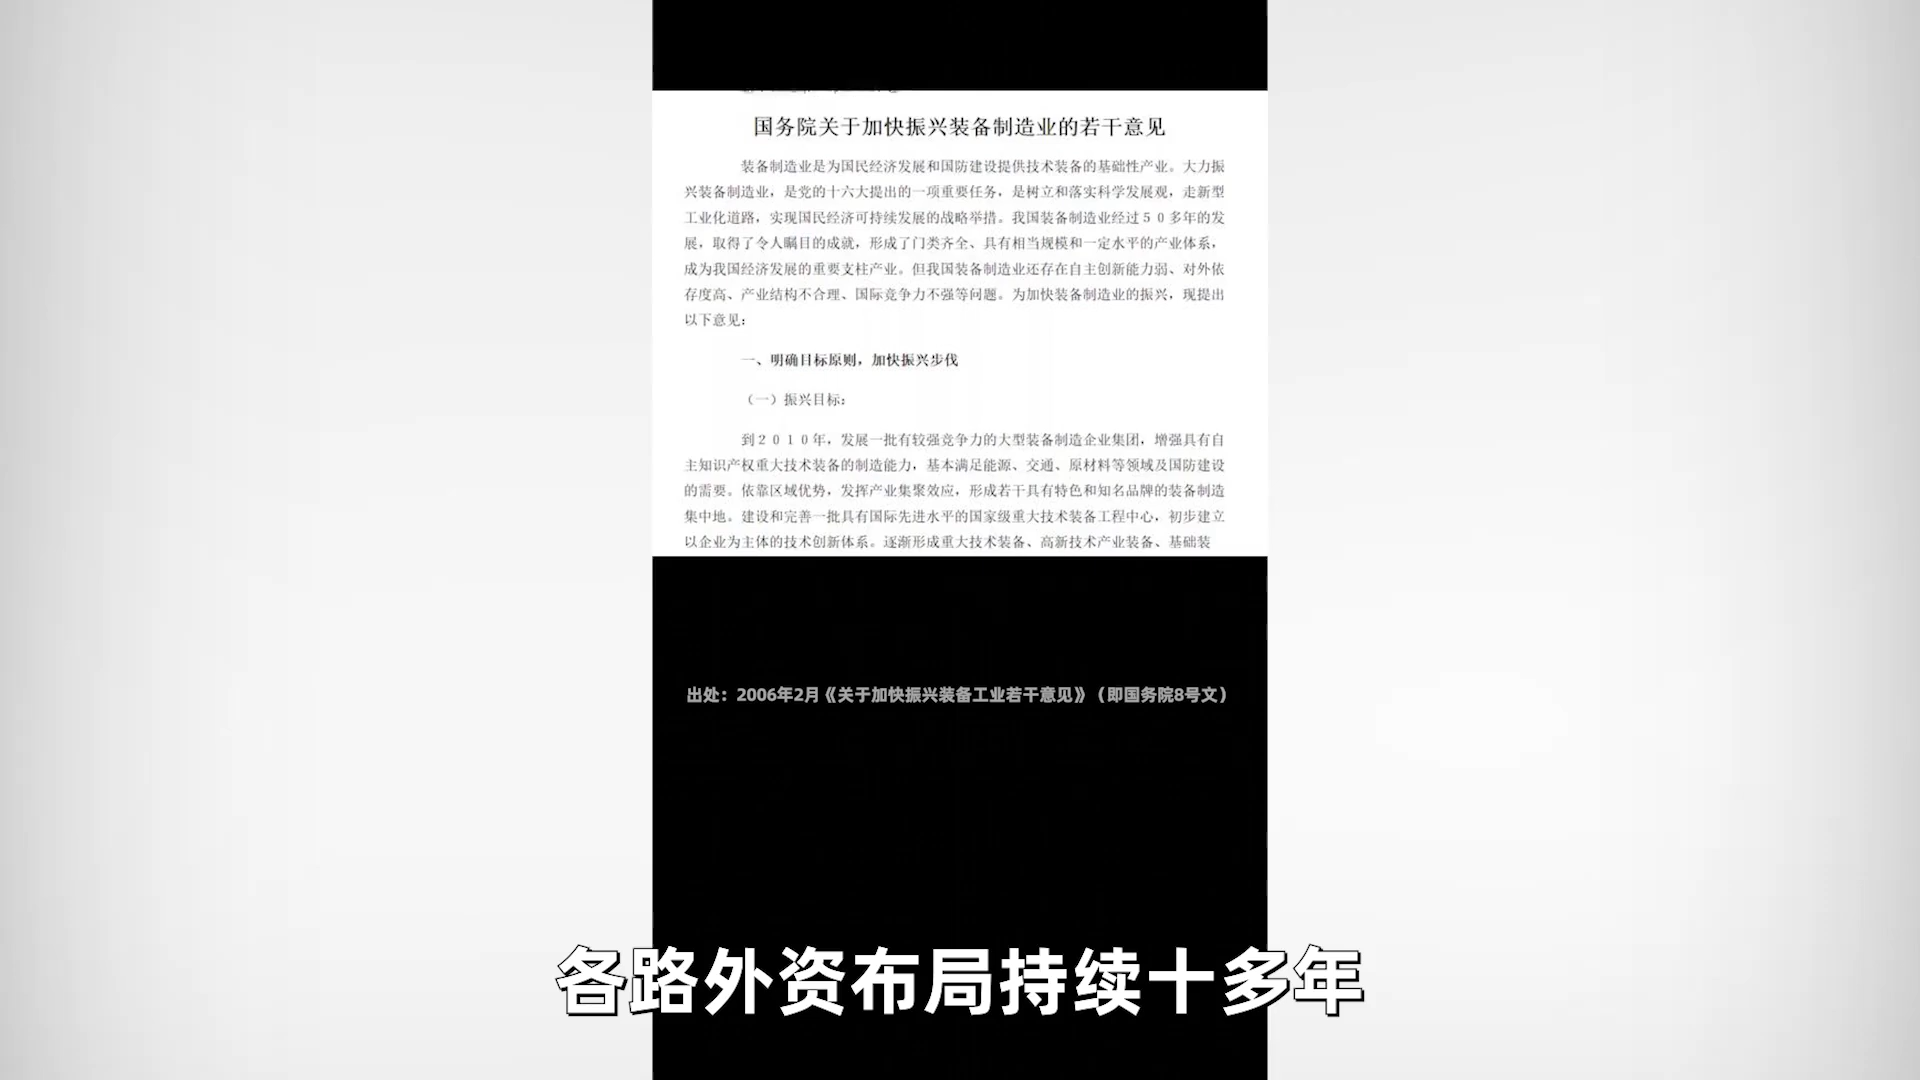 国务院关于加快振兴装备制造业的若干意见
装备制造业是为国民经济发展和国防建设提供技术装备的基础性产业。大力振
兴装备制造业，是党的十六大提出的一项重要任务，是树立和落实科学发展观，走新型
工业化道路，实现国民经济可持续发展的战略举措。我国装备制造业经过５０多年的发
展，取得了令人瞩目的成就，形成了门类齐全、具有相当规模和一定水平的产业体系，
成为我国经济发展的重要支柱产业。但我国装备制造业还存在自主创新能力弱、对外依
存度高、产业结构不合理、国际竞争力不强等问题。为加快装备制造业的振兴，现提出
以下意见：
一、明确目标原则，加快振兴步伐
（一）振兴目标：
到２０１０年，发展一批有较强竞争力的大型装备制造企业集团，增强具有自
主知识产权重大技术装备的制造能力，基本满足能源、交通、原材料等领域及国防建设
的需要。依靠区域优势，发挥产业集聚效应，形成若干具有特色和知名品牌的装备制造
集中地。建设和完善一批具有国际先进水平的国家级重大技术装备工程中心，初步建立
以企业为主体的技术创新体系。逐渐形成重大技术装备、高新技术产业装备、基础装
出处：2006年2月《关于加快振兴装备工业若干意见》（即国务院8号文）
各路外资布局持续十多年